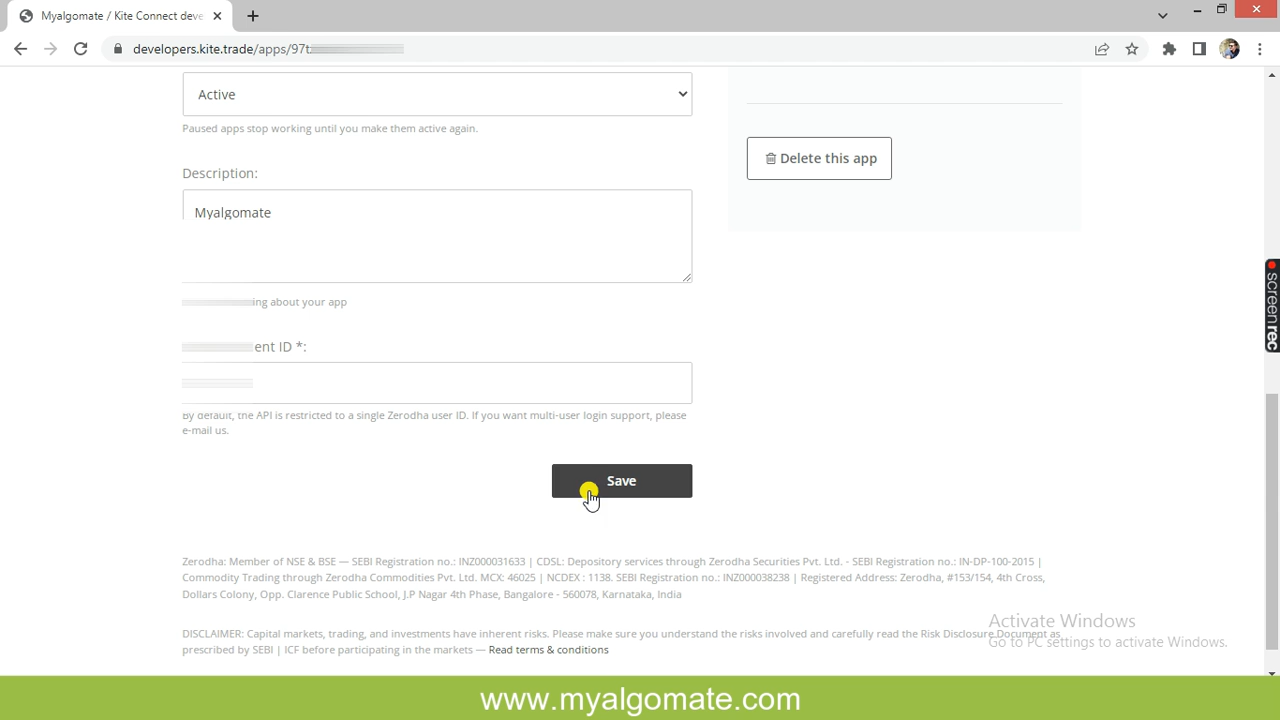 Myalgomate / Kite Connect deve
developers.kite.trade/apps/97t
Active
Paused apps stop working until you make them active again.
Delete this app
Description:
Myalgomate
ing about your app
ent ID *:
By default, the API is restricted to a single Zerodha user ID. If you want multi-user login support, please
e-mail us.
Save
screenrec
Zerodha: Member of NSE & BSE — SEBI Registration no.: INZ000031633 | CDSL: Depository services through Zerodha Securities Pvt. Ltd. - SEBI Registration no.: IN-DP-100-2015 |
Commodity Trading through Zerodha Commodities Pvt. Ltd. MCX: 46025 | NCDEX : 1138. SEBI Registration no.: INZ000038238 | Registered Address: Zerodha, #153/154, 4th Cross,
Dollars Colony, Opp. Clarence Public School, J.P Nagar 4th Phase, Bangalore - 560078, Karnataka, India
DISCLAIMER: Capital markets, trading, and investments have inherent risks. Please make sure you understand the risks involved and carefully read the Risk Disclosure Document as
prescribed by SEBI | ICF before participating in the markets — Read terms & conditions
Activate Windows
Go to PC settings to activate Windows.
www.myalgomate.com